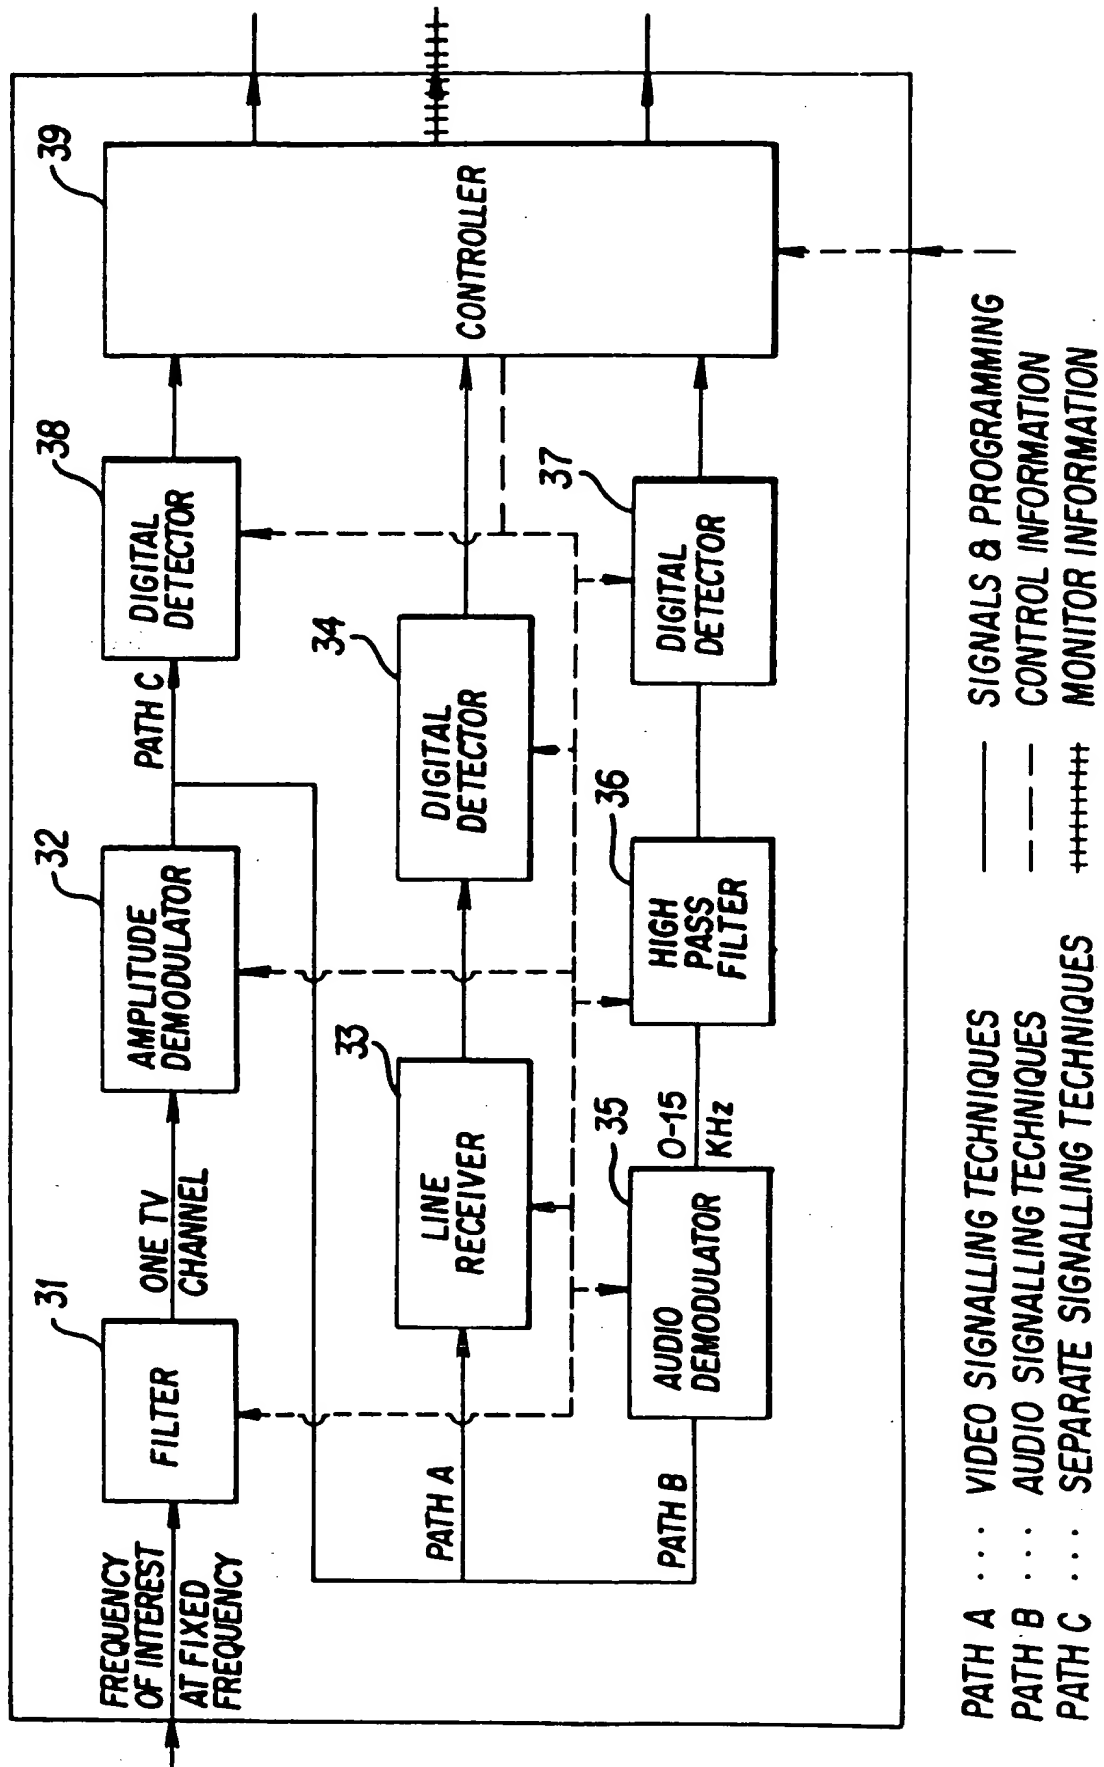 FREQUENCY
OF INTEREST
AT FIXED
FREQUENCY
31
FILTER
ONE TV
CHANNEL
32
AMPLITUDE
DEMODULATOR
PATH C
38
DIGITAL
DETECTOR
39
CONTROLLER
PATH A
33
LINE
RECEIVER
34
DIGITAL
DETECTOR
PATH B
35
AUDIO
DEMODULATOR
0-15
KHz
36
HIGH
PASS
FILTER
37
DIGITAL
DETECTOR
PATH A ... VIDEO SIGNALLING TECHNIQUES
PATH B ... AUDIO SIGNALLING TECHNIQUES
PATH C ... SEPARATE SIGNALLING TECHNIQUES
SIGNALS & PROGRAMMING
CONTROL INFORMATION
MONITOR INFORMATION